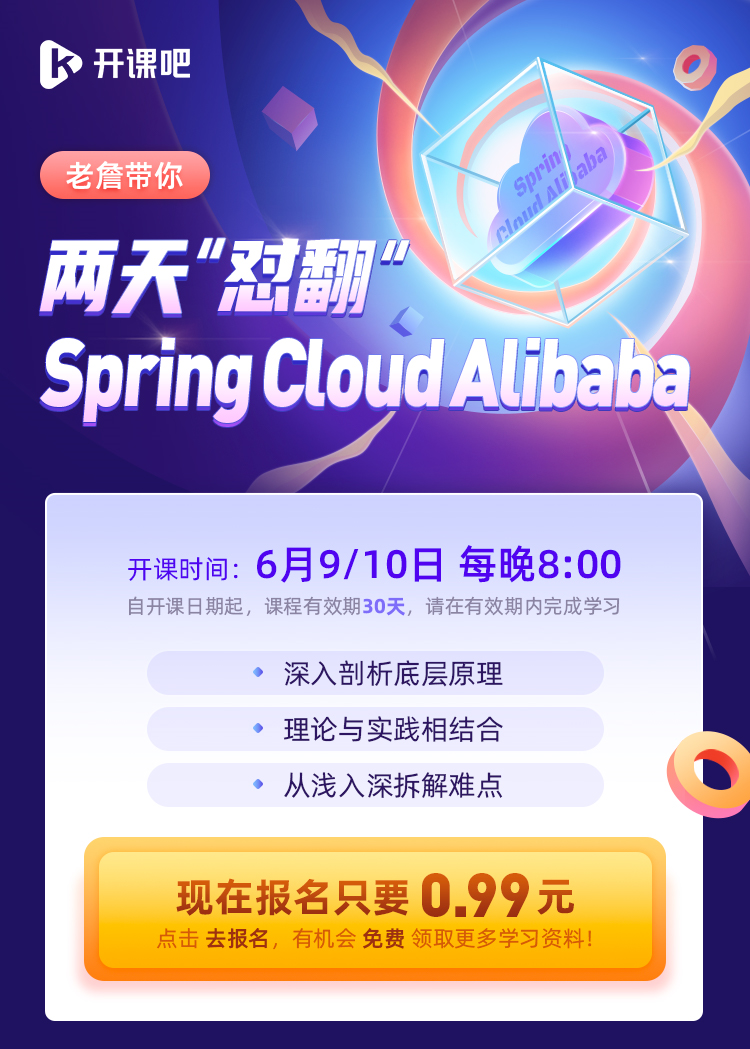 开课吧
Spring
Cloud Alibaba
老詹带你
两天“怼翻”
Spring Cloud Alibaba
开课时间：6月9/10日 每晚8:00
自开课日期起，课程有效期30天，请在有效期内完成学习
深入剖析底层原理
理论与实践相结合
从浅入深拆解难点
现在报名只要 0.99 元
点击 去报名，有机会 免费 领取更多学习资料！